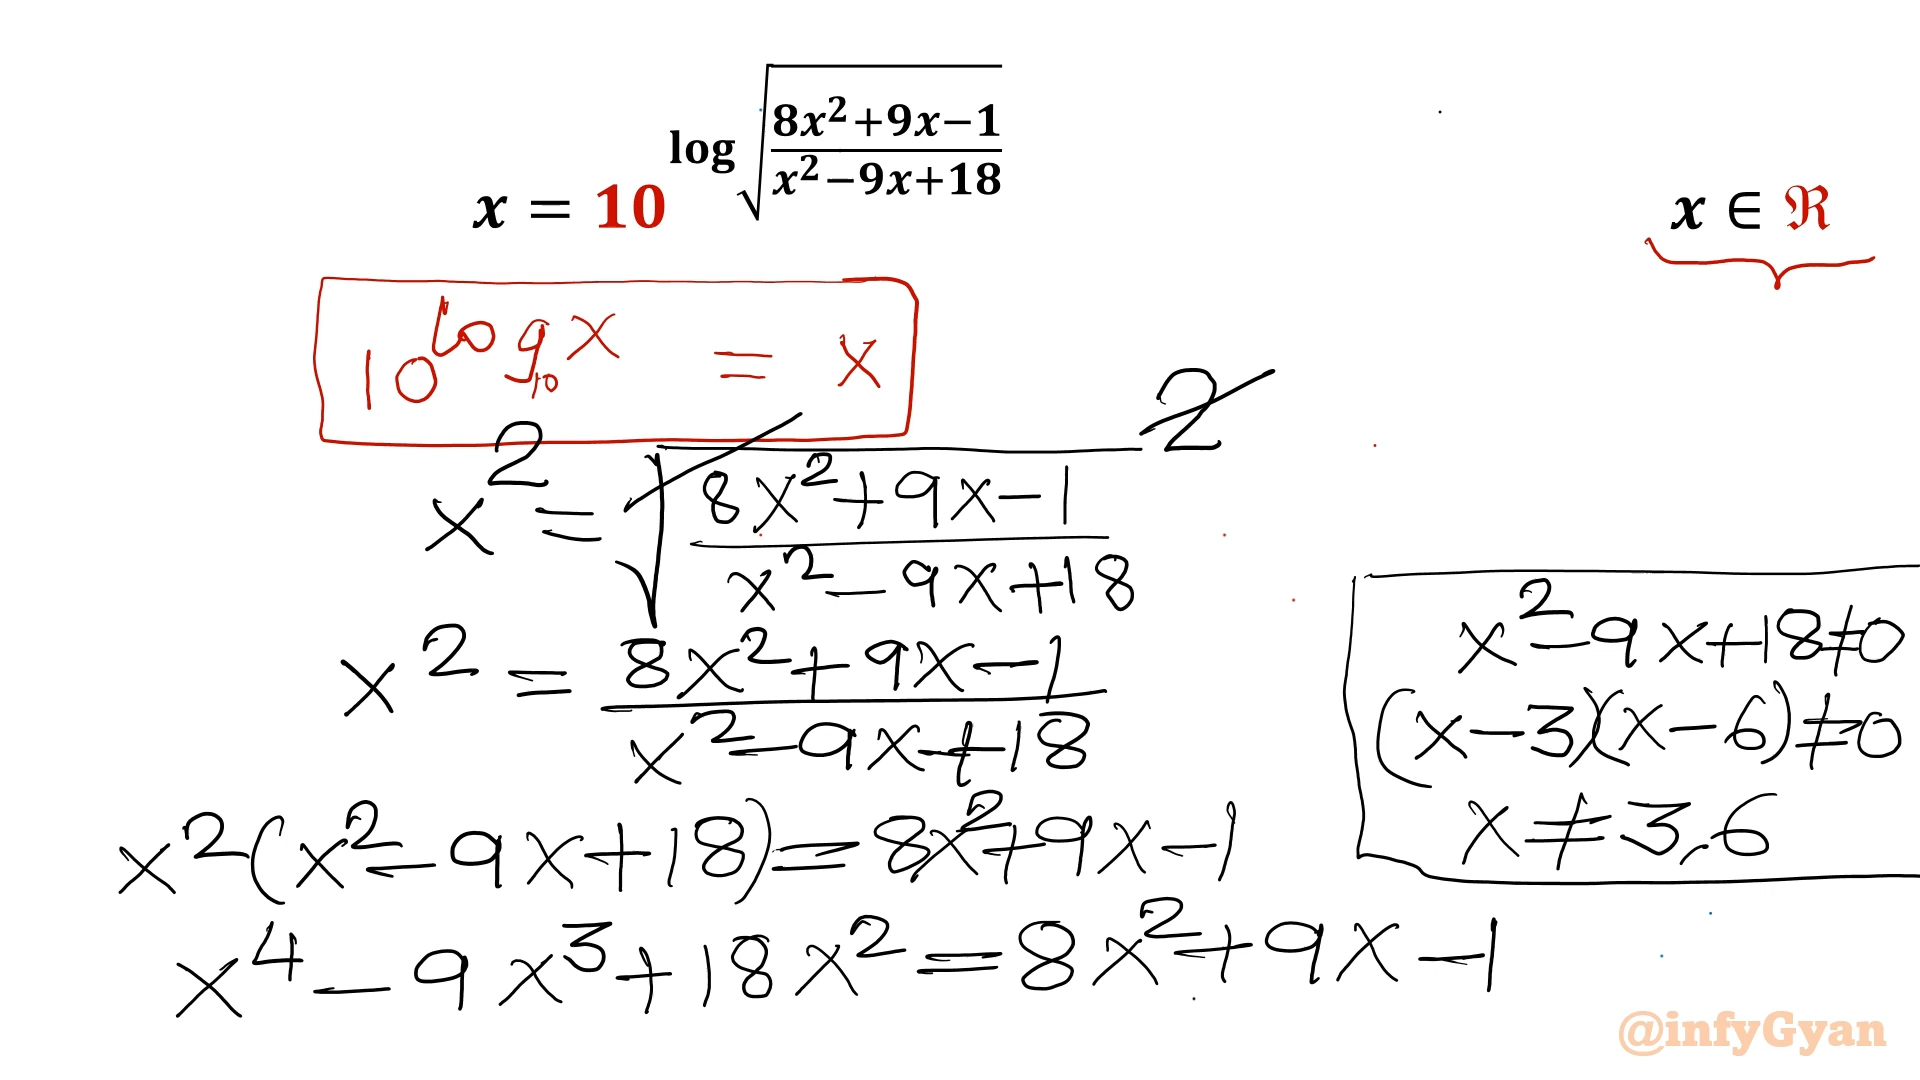 x = 10^{log √((8x²+9x−1)/(x²−9x+18))}
x ∈ ℜ
10^{log₁₀ x} = x
x² = √((8x²+9x−1)/(x²−9x+18))²
x² = (8x²+9x−1)/(x²−9x+18)
x²(x²−9x+18) = 8x²+9x−1
x⁴−9x³+18x² = 8x²+9x−1
x²−9x+18≠0
(x−3)(x−6)≠0
x≠3,6
@infyGyan